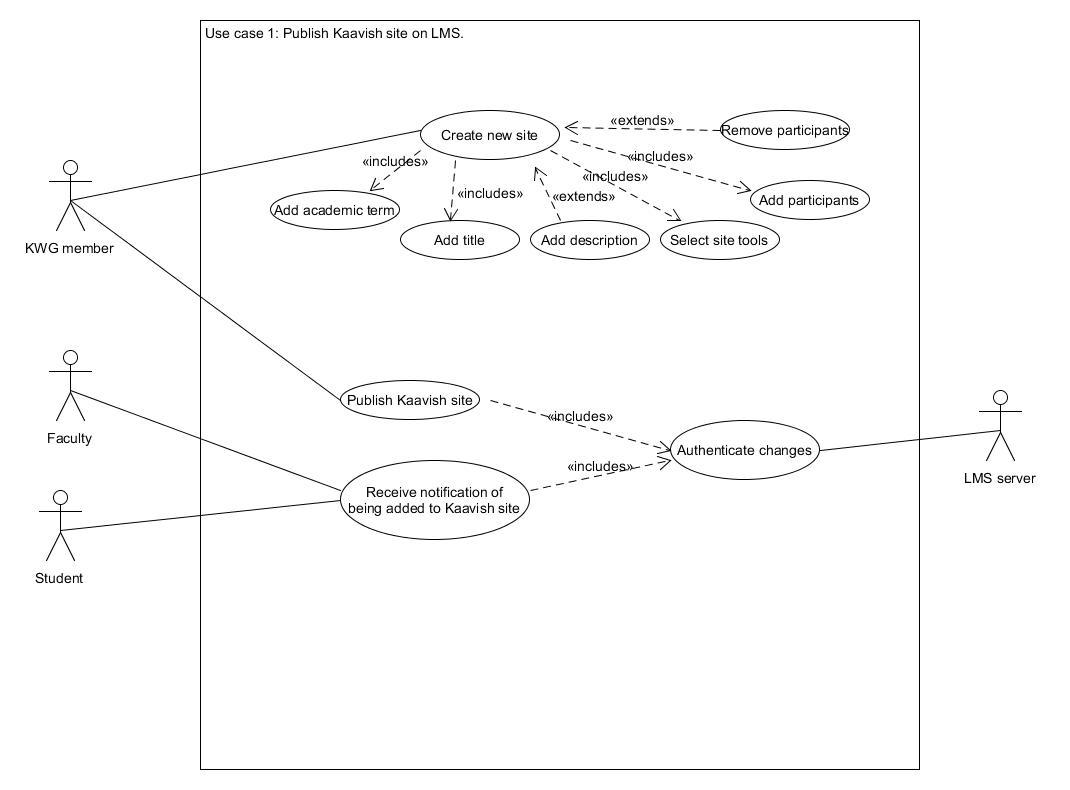 Use case 1: Publish Kaavish site on LMS.
«extends»
Create new site
Remove participants
«includes»
«includes»
«includes»
«includes»
«extends»
Add academic term
Add participants
Add title
Add description
Select site tools
KWG member
Publish Kaavish site
«includes»
Faculty
Authenticate changes
«includes»
LMS server
Receive notification of
being added to Kaavish site
Student